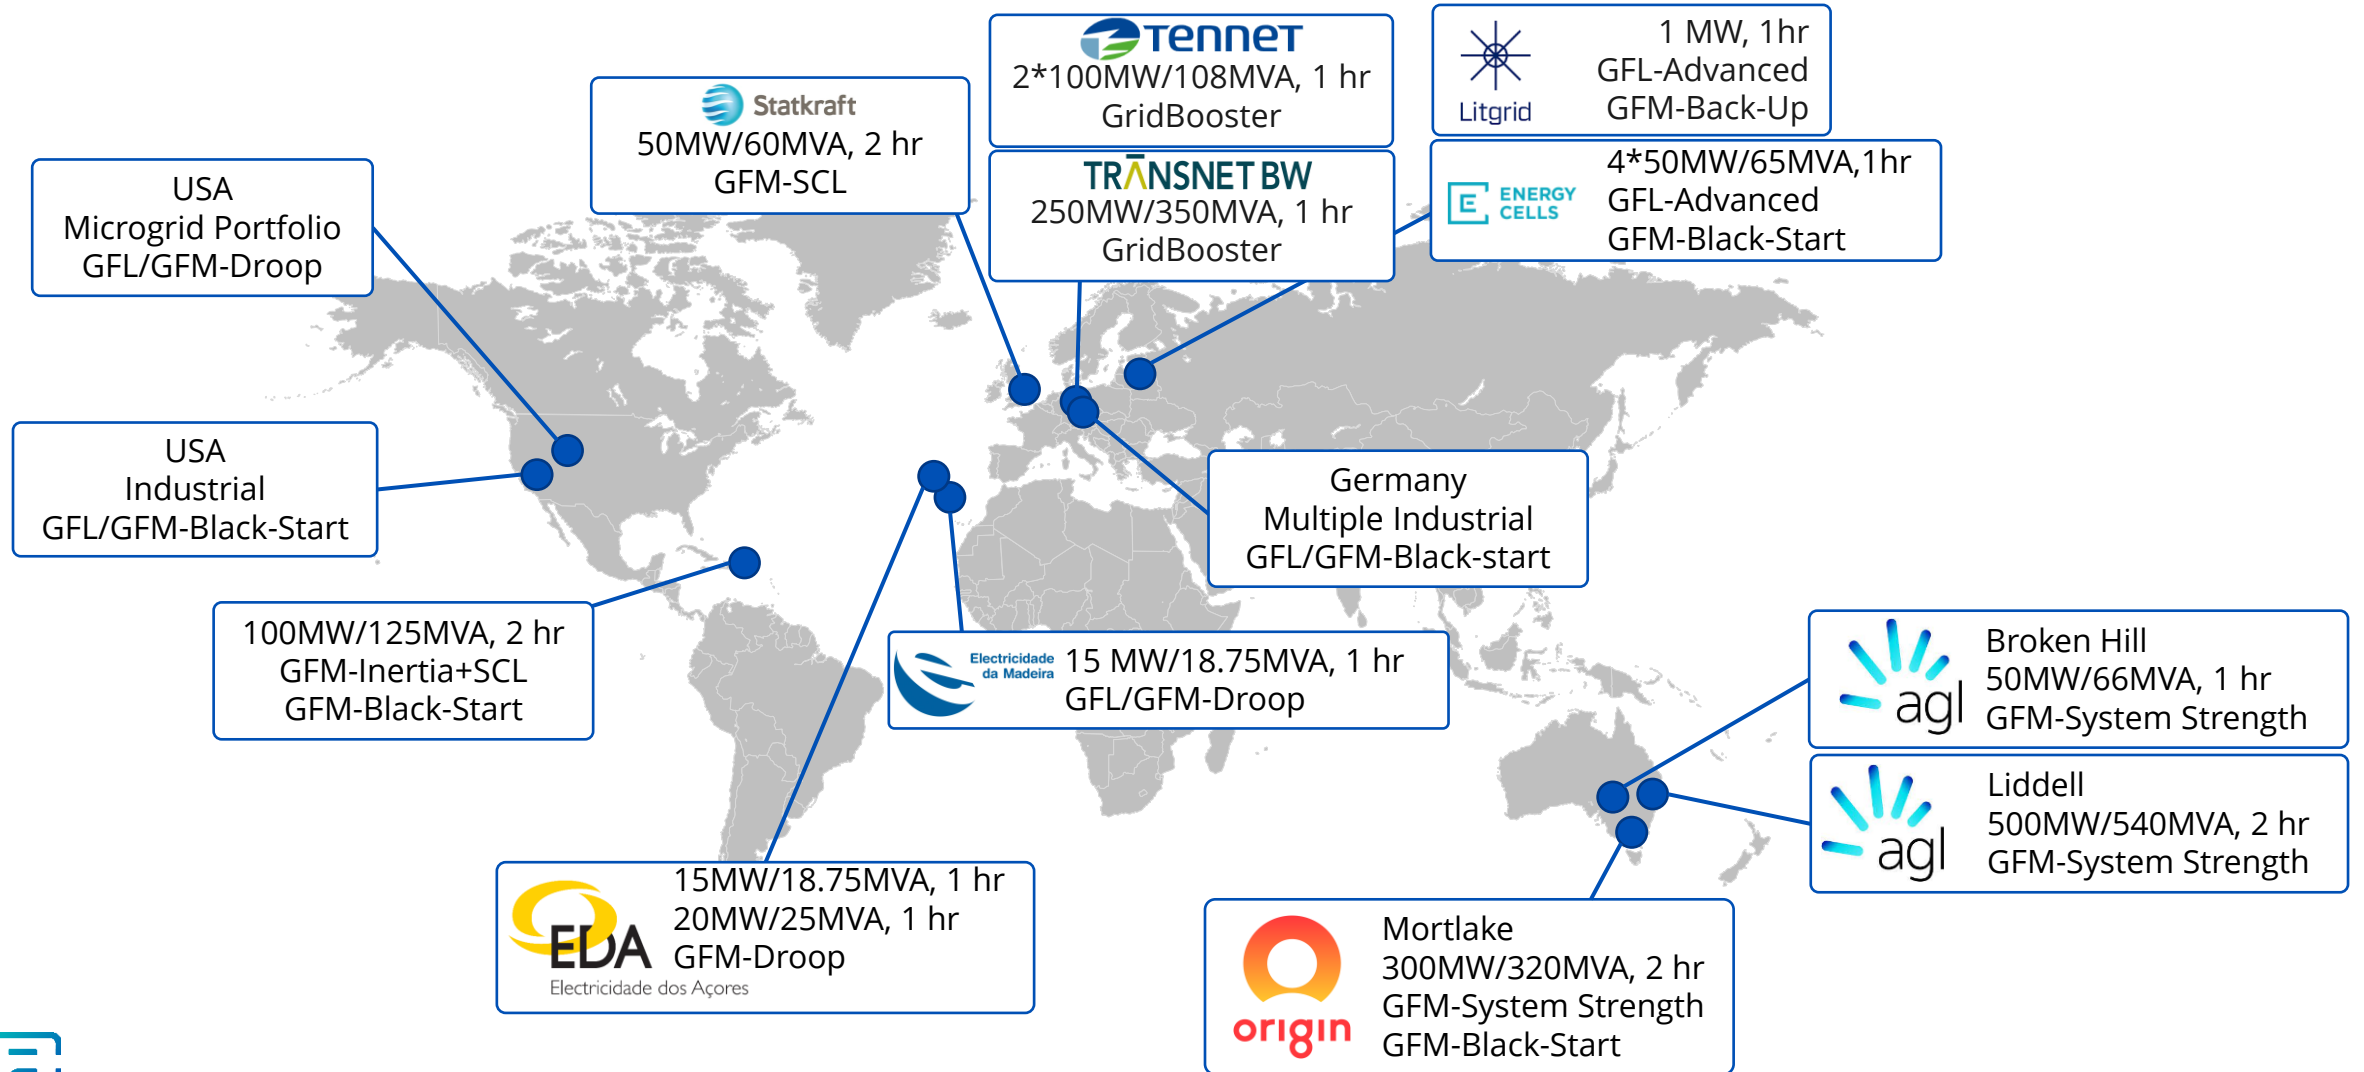 TenneT
2*100MW/108MVA, 1 hr
GridBooster
Litgrid
1 MW, 1hr
GFL-Advanced
GFM-Back-Up
Statkraft
50MW/60MVA, 2 hr
GFM-SCL
TRANSNET BW
250MW/350MVA, 1 hr
GridBooster
ENERGY
CELLS
4*50MW/65MVA,1hr
GFL-Advanced
GFM-Black-Start
USA
Microgrid Portfolio
GFL/GFM-Droop
USA
Industrial
GFL/GFM-Black-Start
Germany
Multiple Industrial
GFL/GFM-Black-start
100MW/125MVA, 2 hr
GFM-Inertia+SCL
GFM-Black-Start
Electricidade
da Madeira
15 MW/18.75MVA, 1 hr
GFL/GFM-Droop
agl
Broken Hill
50MW/66MVA, 1 hr
GFM-System Strength
agl
Liddell
500MW/540MVA, 2 hr
GFM-System Strength
EDA
Electricidade dos Açores
15MW/18.75MVA, 1 hr
20MW/25MVA, 1 hr
GFM-Droop
origin
Mortlake
300MW/320MVA, 2 hr
GFM-System Strength
GFM-Black-Start